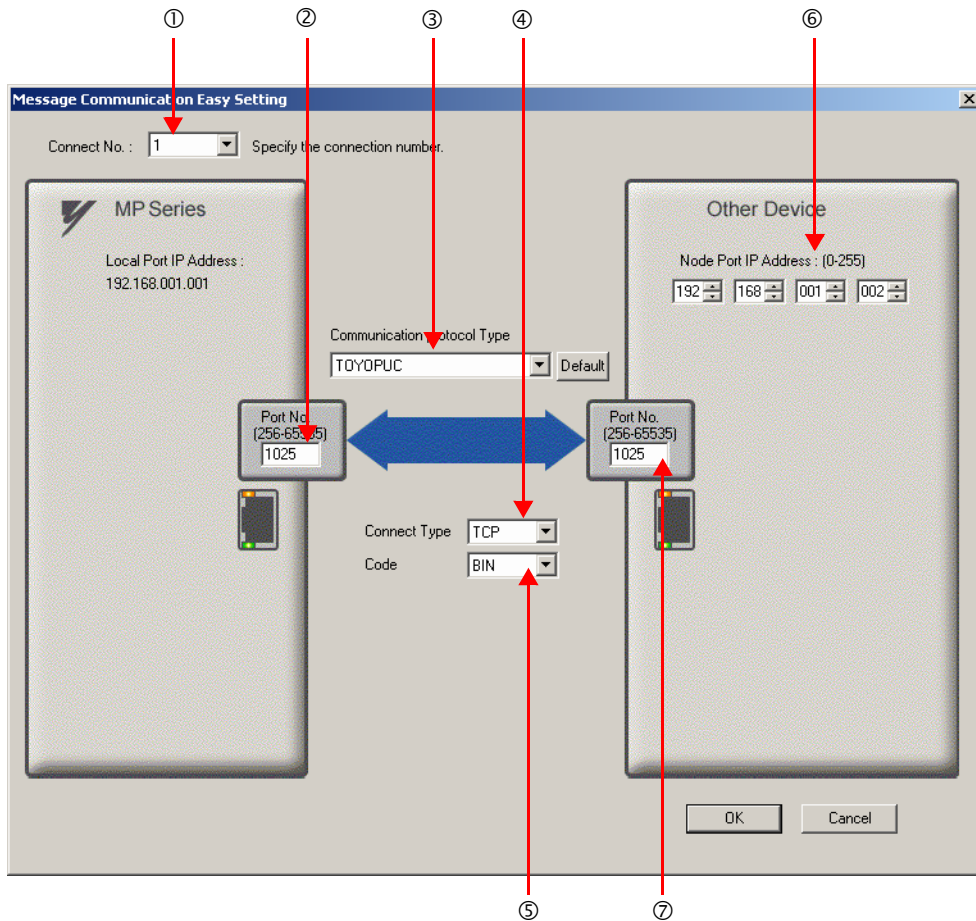 ① ② ③ ④ ⑥
Message Communication Easy Setting
Connect No. : 1 Specify the connection number.
MP Series
Local Port IP Address :
192.168.001.001
Other Device
Node Port IP Address : (0-255)
192 168 001 002
Communication Protocol Type
TOYOPUC Default
Port No.
(256-65535)
1025
Port No.
(256-65535)
1025
Connect Type TCP
Code BIN
OK Cancel
⑤ ⑦